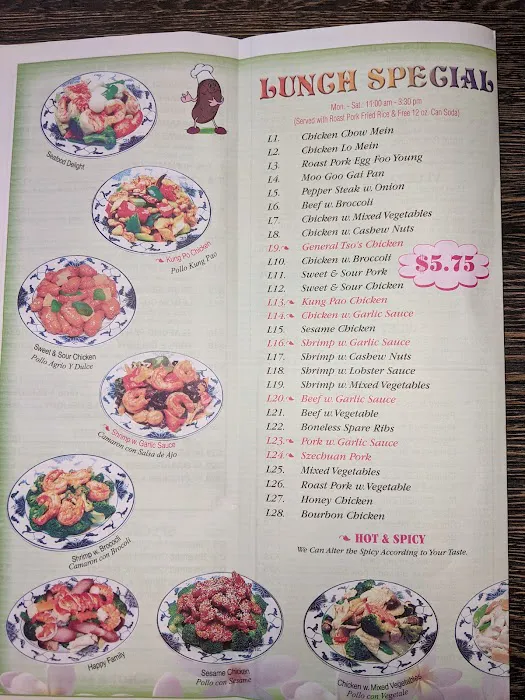 Seafood Delight
Kung Po Chicken
Pollo Kung Pao
Sweet & Sour Chicken
Pollo Agrio Y Dulce
Shrimp w. Garlic Sauce
Camaron con Salsa de Ajo
Shrimp w. Broccoli
Camaron con Brocoli
Happy Family
Sesame Chicken
Pollo con Sesame
Chicken w. Mixed Vegetables
Pollo con Vegetale
LUNCH SPECIAL
Mon. - Sat.: 11:00 am - 3:30 pm
(Served with Roast Pork Fried Rice & Free 12 oz. Can Soda)
L1. Chicken Chow Mein
L2. Chicken Lo Mein
L3. Roast Pork Egg Foo Young
L4. Moo Goo Gai Pan
L5. Pepper Steak w. Onion
L6. Beef w. Broccoli
L7. Chicken w. Mixed Vegetables
L8. Chicken w. Cashew Nuts
L9. General Tso's Chicken
L10. Chicken w. Broccoli
L11. Sweet & Sour Pork
L12. Sweet & Sour Chicken
L13. Kung Pao Chicken
L14. Chicken w. Garlic Sauce
L15. Sesame Chicken
L16. Shrimp w. Garlic Sauce
L17. Shrimp w. Cashew Nuts
L18. Shrimp w. Lobster Sauce
L19. Shrimp w. Mixed Vegetables
L20. Beef w. Garlic Sauce
L21. Beef w. Vegetable
L22. Boneless Spare Ribs
L23. Pork w. Garlic Sauce
L24. Szechuan Pork
L25. Mixed Vegetables
L26. Roast Pork w. Vegetable
L27. Honey Chicken
L28. Bourbon Chicken
$5.75
HOT & SPICY
We Can Alter the Spicy According to Your Taste.